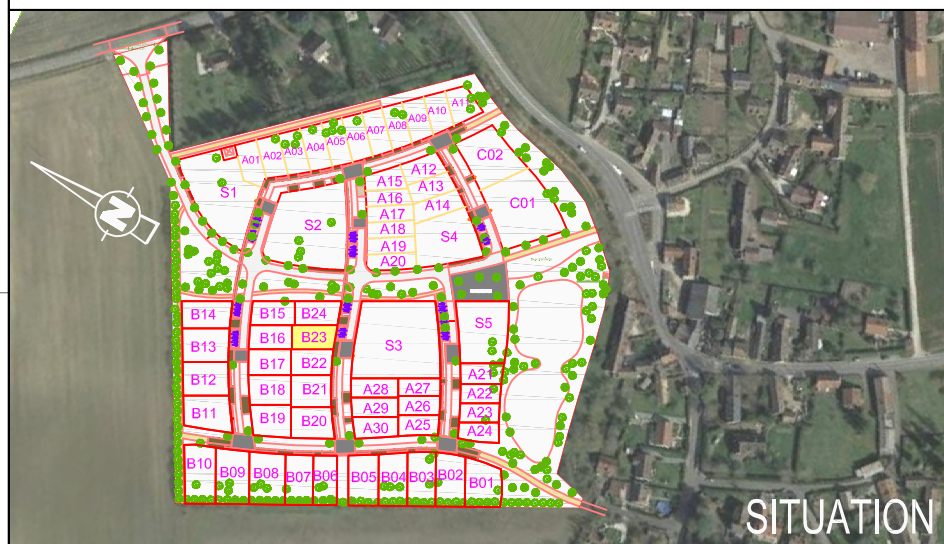 A11
A10
A09
A08
A07
A06
A05
A04
A03
A02
A01
C02
A12
A15
A13
S1
A16
A14
C01
A17
S2
A18
S4
A19
A20
B14
B15
B24
B13
B16
B23
S5
S3
B17
B22
B12
A21
B18
B21
A28
A27
A22
B11
A29
A26
A23
B19
B20
A30
A25
A24
B10
B09
B08
B07
B06
B05
B04
B03
B02
B01
N
SITUATION